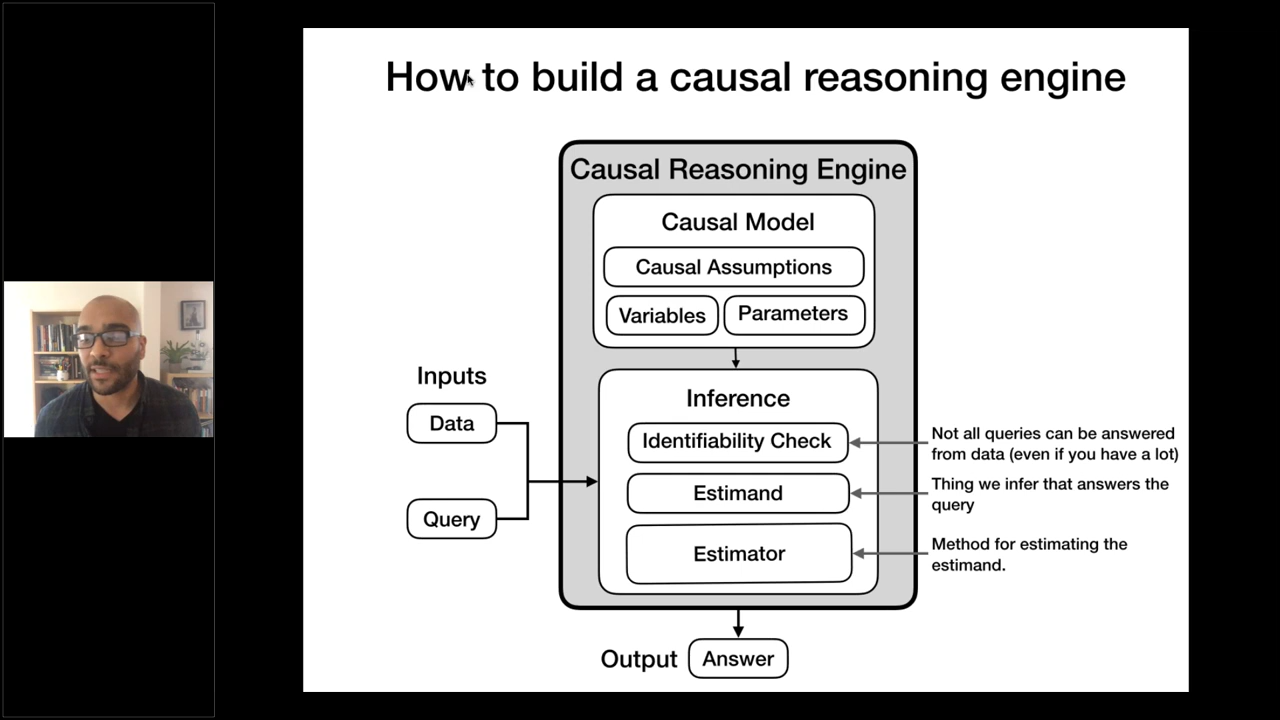 How to build a causal reasoning engine
Causal Reasoning Engine
Causal Model
Causal Assumptions
Variables
Parameters
Inputs
Data
Query
Inference
Identifiability Check
Estimand
Estimator
Not all queries can be answered
from data (even if you have a lot)
Thing we infer that answers the
query
Method for estimating the
estimand.
Output
Answer